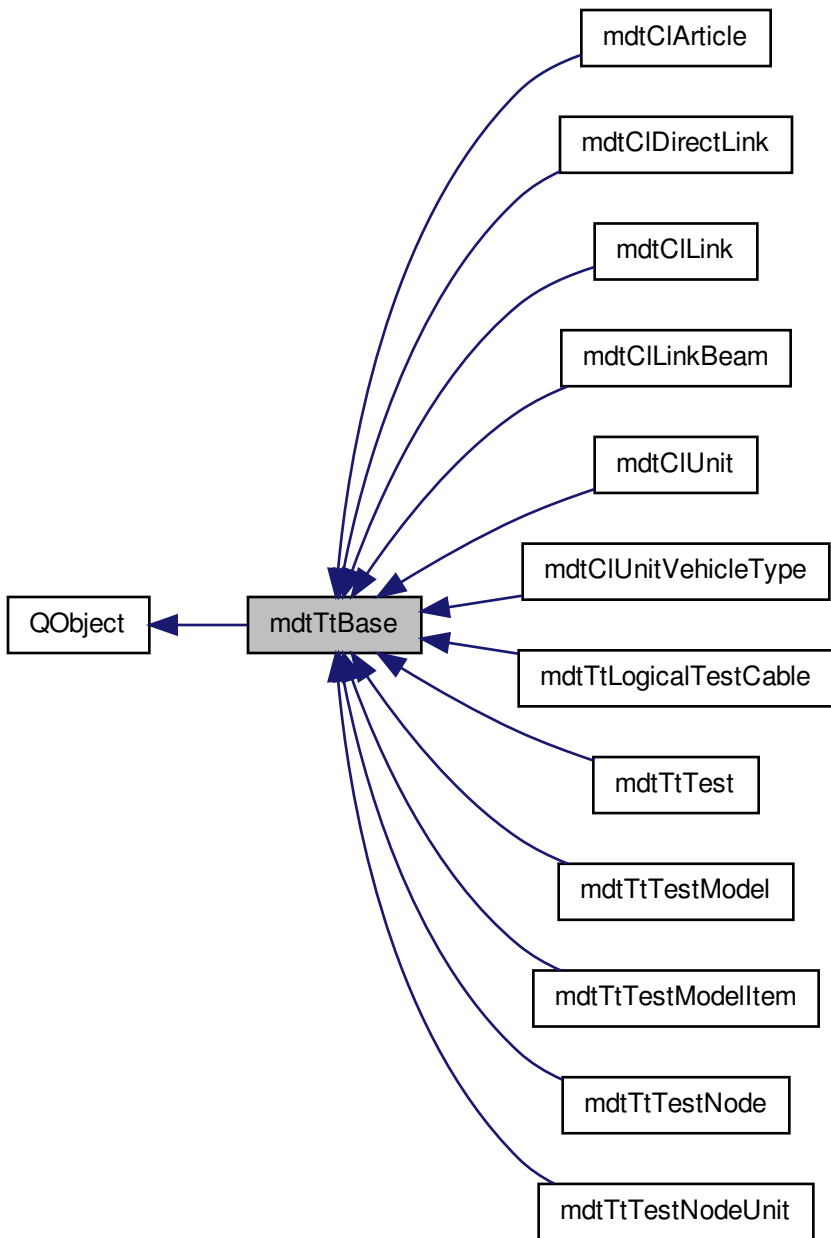 mdtClArticle
mdtClDirectLink
mdtClLink
mdtClLinkBeam
mdtClUnit
mdtClUnitVehicleType
QObject
mdtTtBase
mdtTtLogicalTestCable
mdtTtTest
mdtTtTestModel
mdtTtTestModelItem
mdtTtTestNode
mdtTtTestNodeUnit